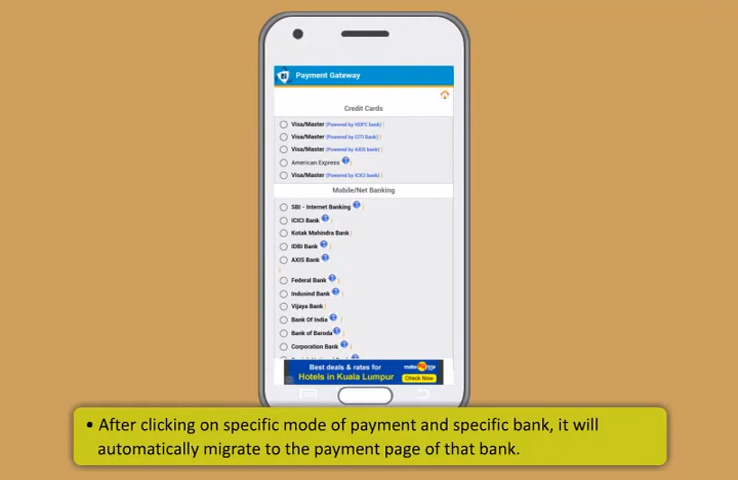 Payment Gateway
Credit Cards
Visa/Master (Powered by HDFC bank) |
Visa/Master (Powered by CITI Bank) |
Visa/Master (Powered by AXIS bank) |
American Express ? |
Visa/Master (Powered by ICICI bank) |
Mobile/Net Banking
SBI - Internet Banking ? |
ICICI Bank ? |
Kotak Mahindra Bank |
IDBI Bank ? |
AXIS Bank ?
|
Federal Bank ? |
Indusind Bank ? |
Vijaya Bank |
Bank Of India ? |
Bank of Baroda ? |
Corporation Bank ? |
Best deals & rates for
Hotels in Kuala Lumpur
make my trip
Check Now
• After clicking on specific mode of payment and specific bank, it will
automatically migrate to the payment page of that bank.